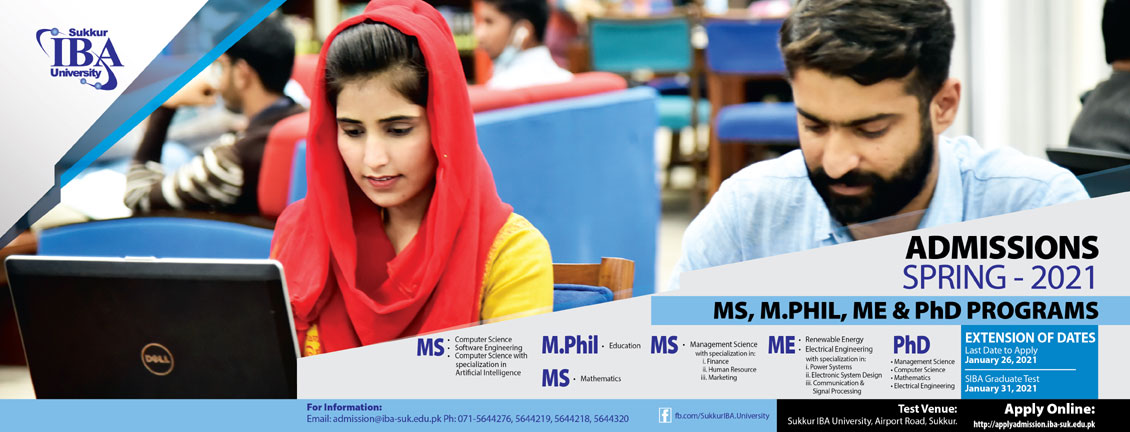 Sukkur
IBA
University
DELL
ADMISSIONS
SPRING - 2021
MS, M.PHIL, ME & PhD PROGRAMS
MS
• Computer Science
• Software Engineering
• Computer Science with
specialization in
Artificial Intelligence
M.Phil • Education
MS • Mathematics
MS • Management Science
with specialization in:
i. Finance
ii. Human Resource
iii. Marketing
ME • Renewable Energy
• Electrical Engineering
with specialization in:
i. Power Systems
ii. Electronic System Design
iii. Communication &
Signal Processing
PhD
• Management Science
• Computer Science
• Mathematics
• Electrical Engineering
EXTENSION OF DATES
Last Date to Apply
January 26, 2021
SIBA Graduate Test
January 31, 2021
For Information:
Email: admission@iba-suk.edu.pk Ph: 071-5644276, 5644219, 5644218, 5644320
f fb.com/SukkurIBA.University
Test Venue:
Sukkur IBA University, Airport Road, Sukkur.
Apply Online:
http://applyadmission.iba-suk.edu.pk